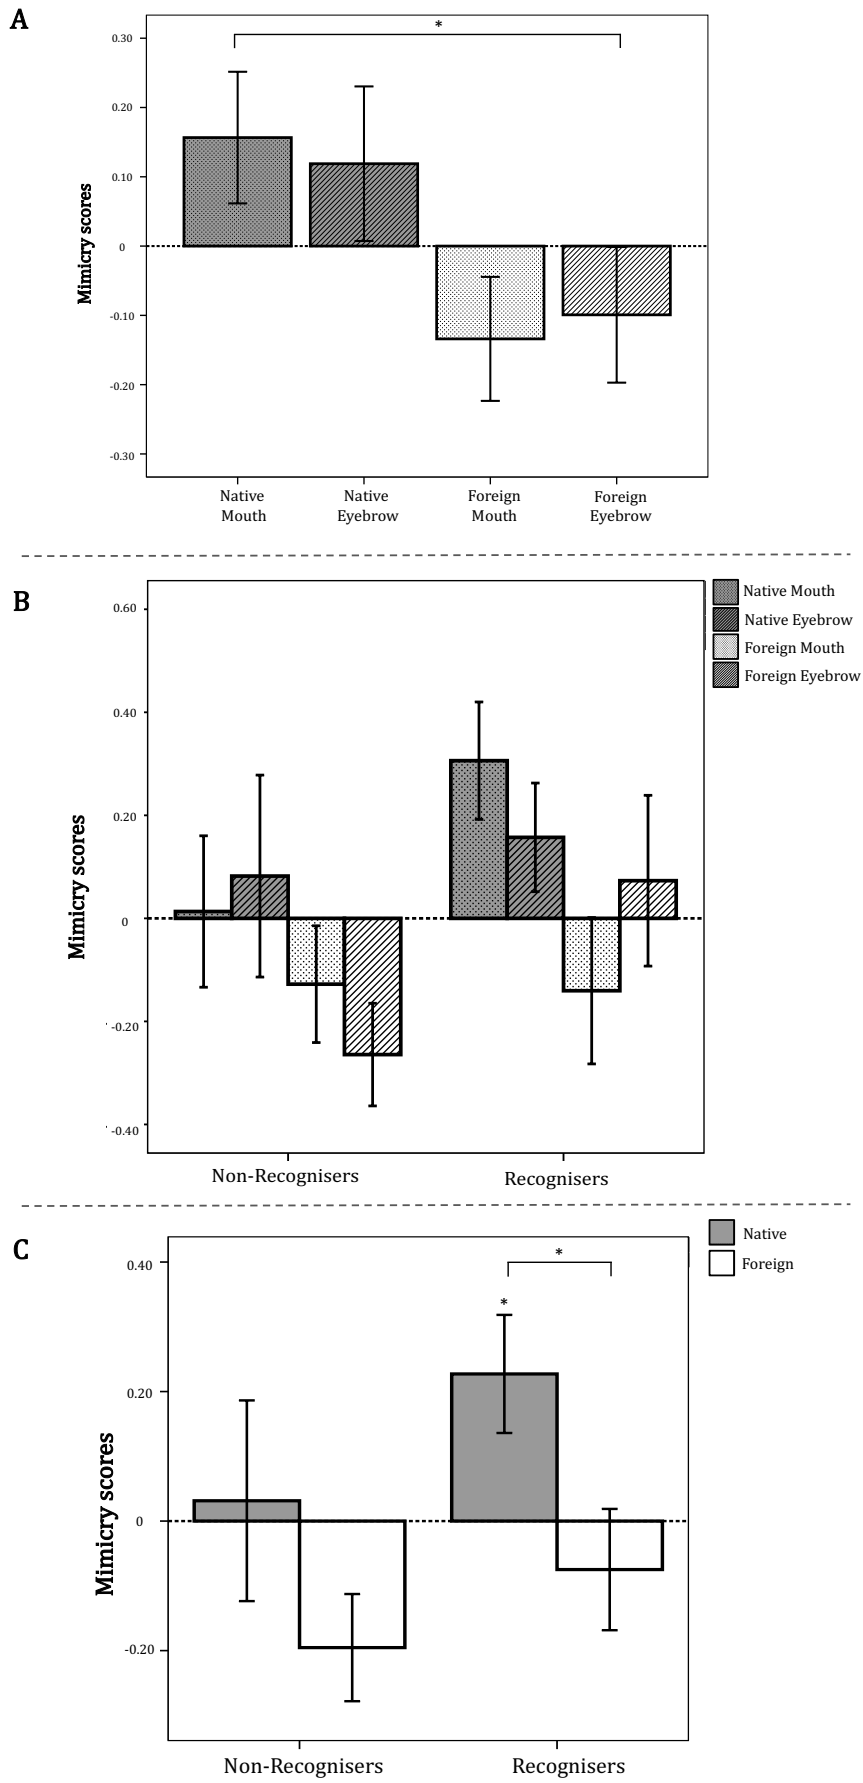 A
*
0.30
0.20
0.10
0
-0.10
-0.20
-0.30
Mimicry scores
Native
Mouth
Native
Eyebrow
Foreign
Mouth
Foreign
Eyebrow
B
Native Mouth
Native Eyebrow
Foreign Mouth
Foreign Eyebrow
0.60
0.40
0.20
0
-0.20
-0.40
Mimicry scores
Non-Recognisers
Recognisers
C
Native
Foreign
*
*
0.40
0.20
0
-0.20
Mimicry scores
Non-Recognisers
Recognisers